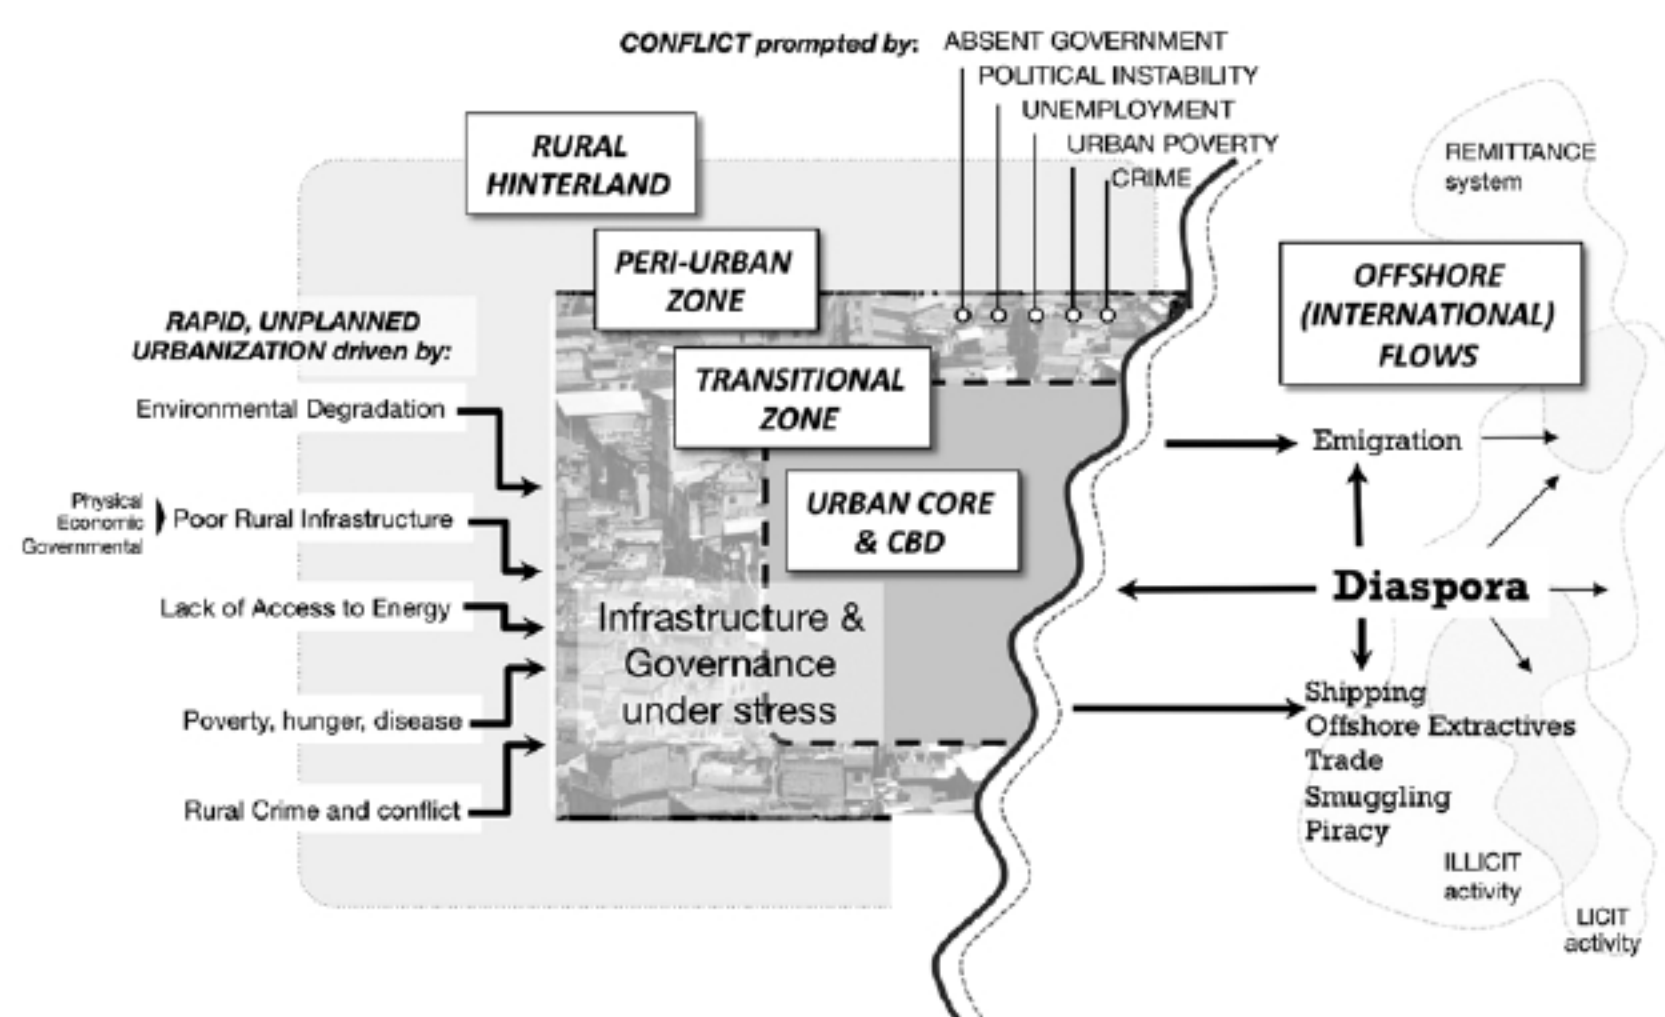 CONFLICT prompted by:
ABSENT GOVERNMENT
POLITICAL INSTABILITY
UNEMPLOYMENT
URBAN POVERTY
CRIME
RURAL
HINTERLAND
PERI-URBAN
ZONE
TRANSITIONAL
ZONE
URBAN CORE
& CBD
Infrastructure &
Governance
under stress
RAPID, UNPLANNED
URBANIZATION driven by:
Environmental Degradation
Physical
Economic
Governmental
Poor Rural Infrastructure
Lack of Access to Energy
Poverty, hunger, disease
Rural Crime and conflict
REMITTANCE
system
OFFSHORE
(INTERNATIONAL)
FLOWS
Emigration
Diaspora
Shipping
Offshore Extractives
Trade
Smuggling
Piracy
ILLICIT
activity
LICIT
activity